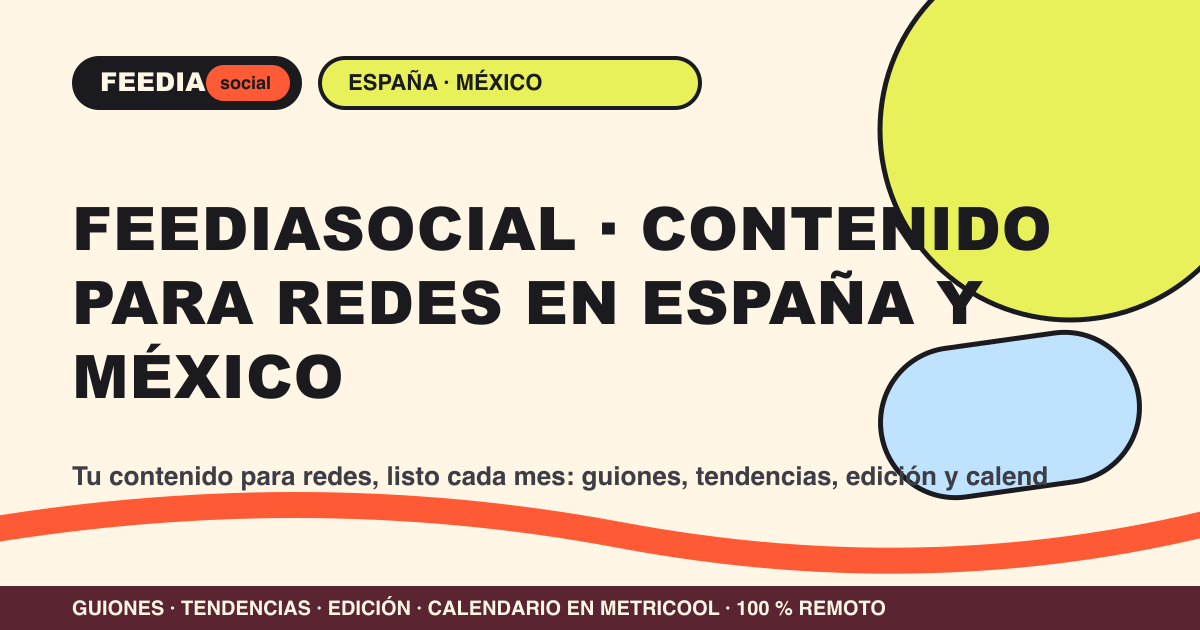 FEEDIA social
ESPAÑA · MÉXICO
FEEDIASOCIAL · CONTENIDO
PARA REDES EN ESPAÑA Y
MÉXICO
Tu contenido para redes, listo cada mes: guiones, tendencias, edición y calend
GUIONES · TENDENCIAS · EDICIÓN · CALENDARIO EN METRICOOL · 100 % REMOTO